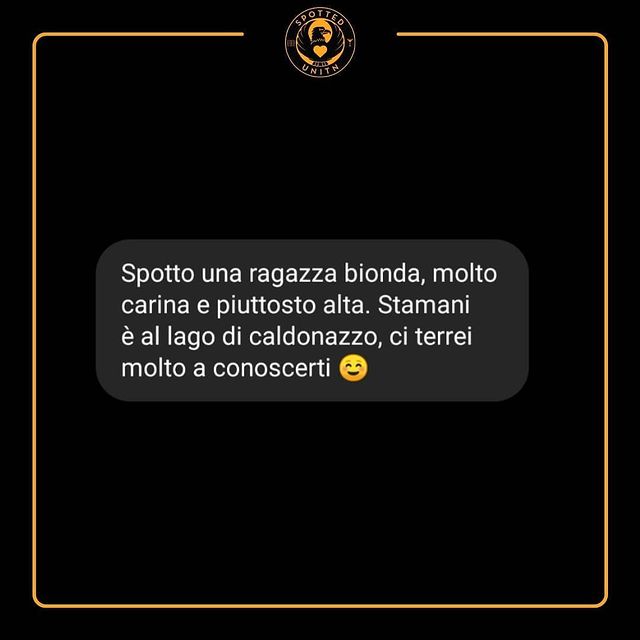 SPOTTED
UNITN
Spotto una ragazza bionda, molto
carina e piuttosto alta. Stamani
è al lago di caldonazzo, ci terrei
molto a conoscerti ☺️